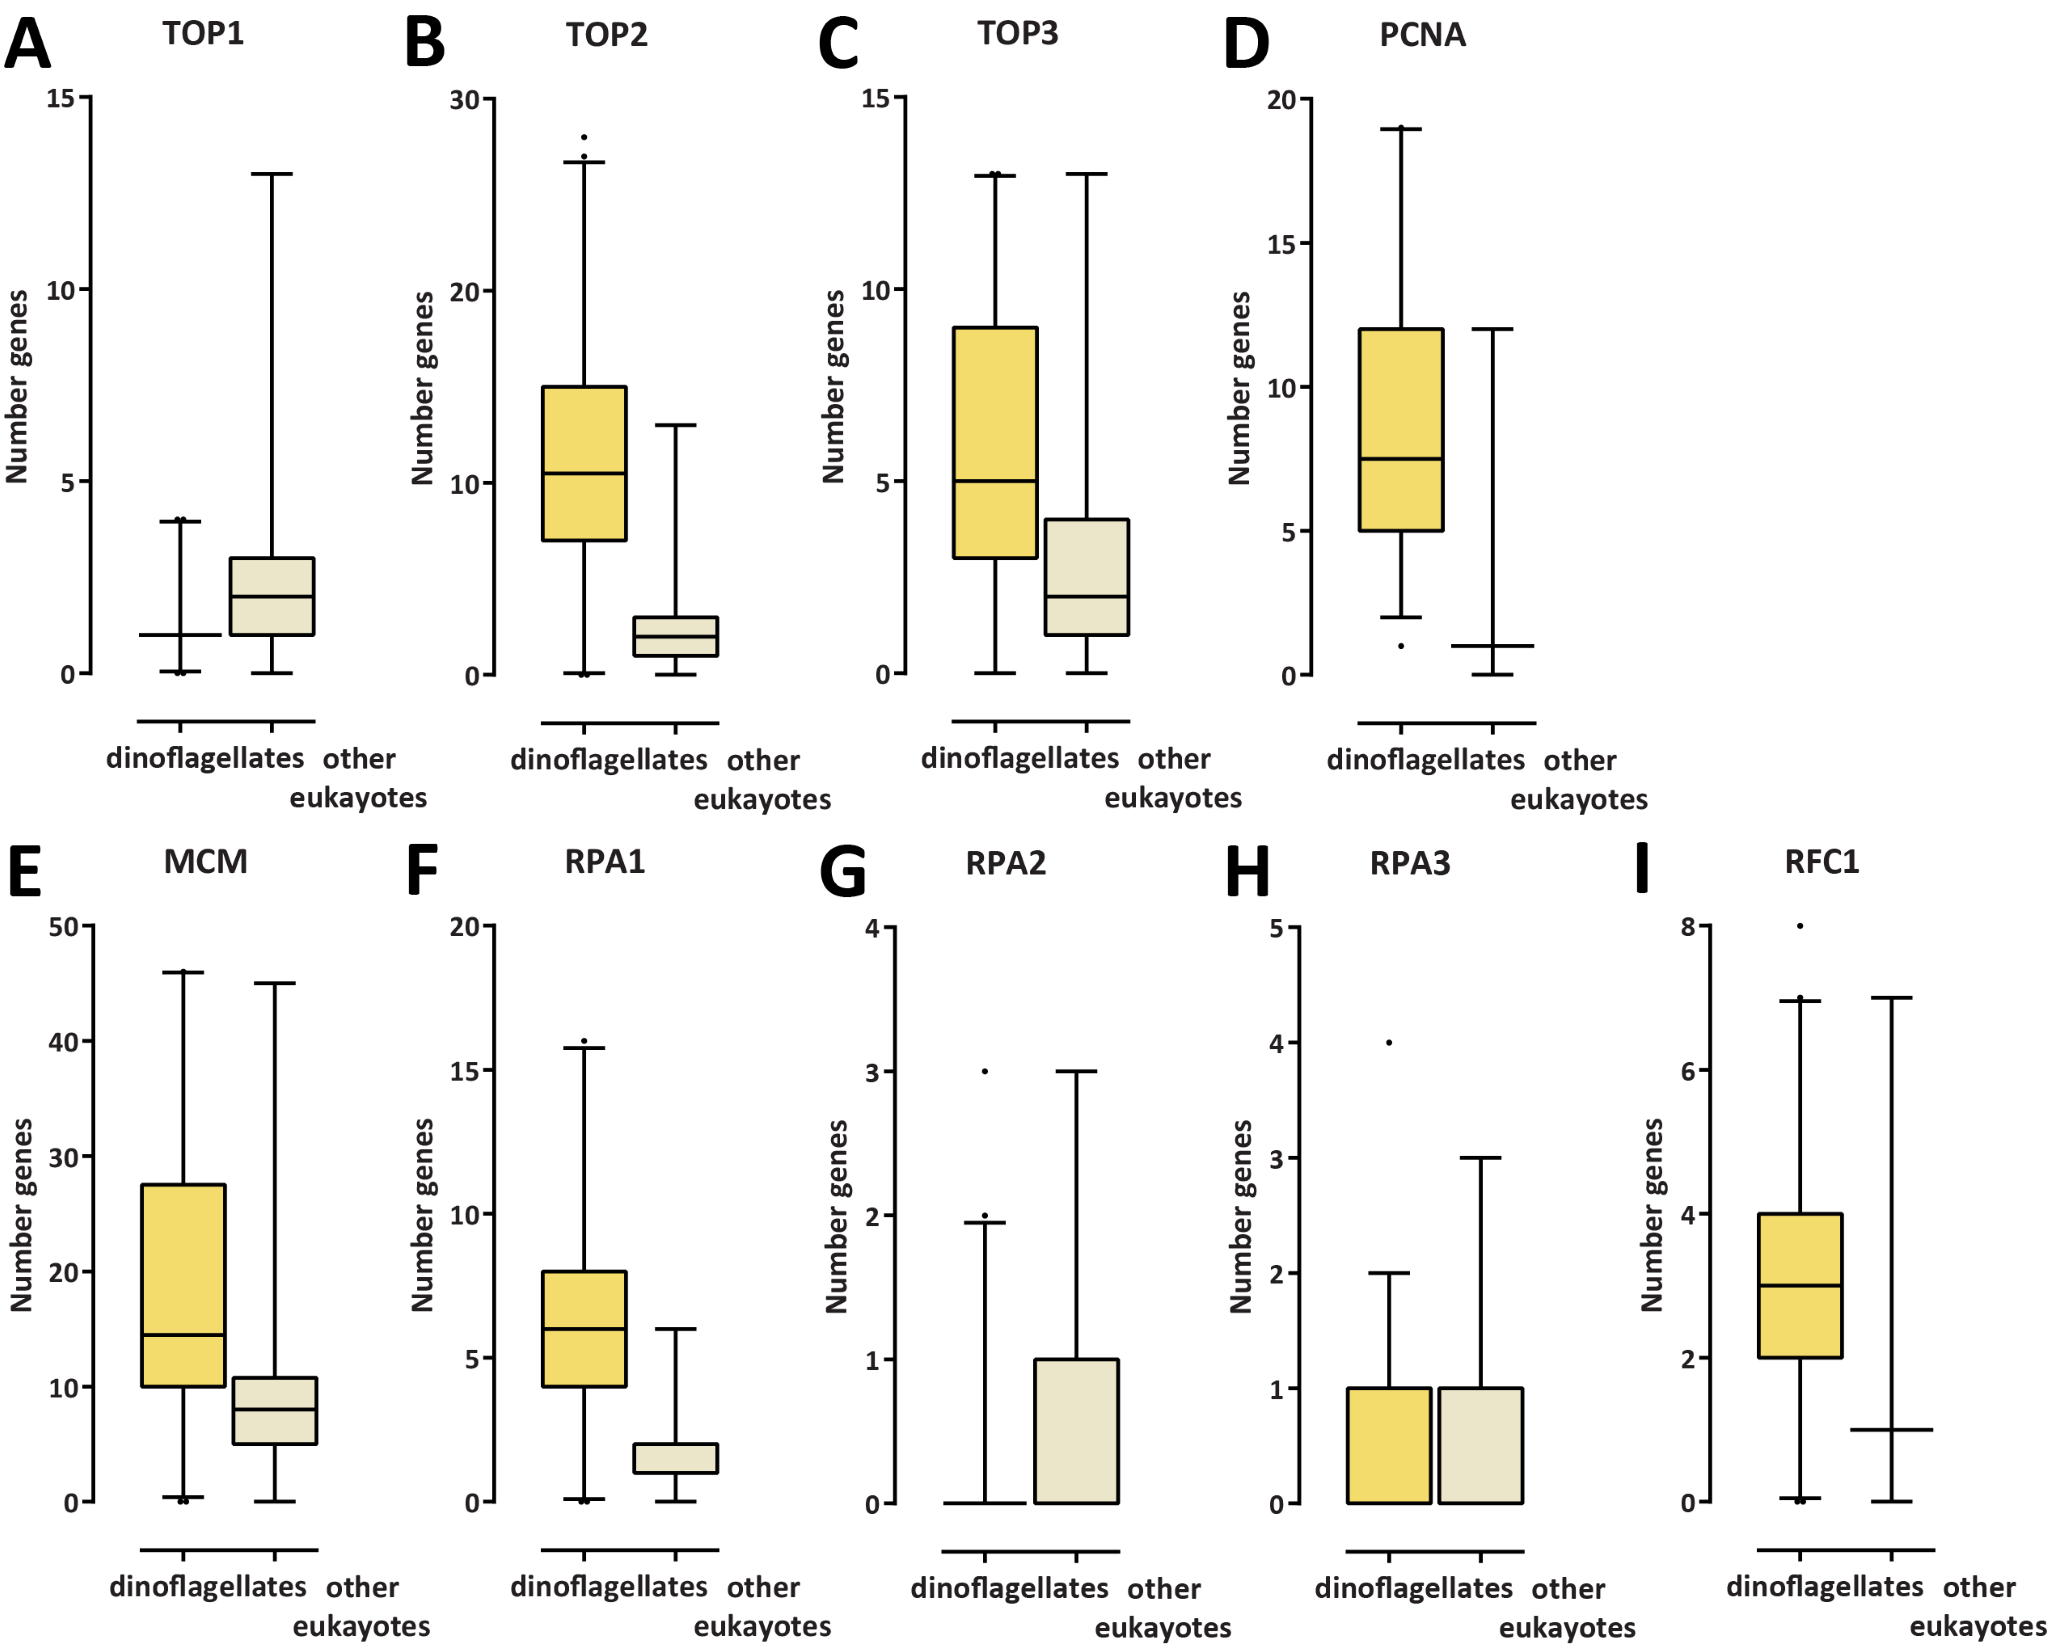 A TOP1
15
10
5
0
Number genes
dinoflagellates other
eukayotes
B TOP2
30
20
10
0
Number genes
dinoflagellates other
eukayotes
C TOP3
15
10
5
0
Number genes
dinoflagellates other
eukayotes
D PCNA
20
15
10
5
0
Number genes
dinoflagellates other
eukayotes
E MCM
50
40
30
20
10
0
Number genes
dinoflagellates other
eukayotes
F RPA1
20
15
10
5
0
Number genes
dinoflagellates other
eukayotes
G RPA2
4
3
2
1
0
Number genes
dinoflagellates other
eukayotes
H RPA3
5
4
3
2
1
0
Number genes
dinoflagellates other
eukayotes
I RFC1
8
6
4
2
0
Number genes
dinoflagellates other
eukayotes